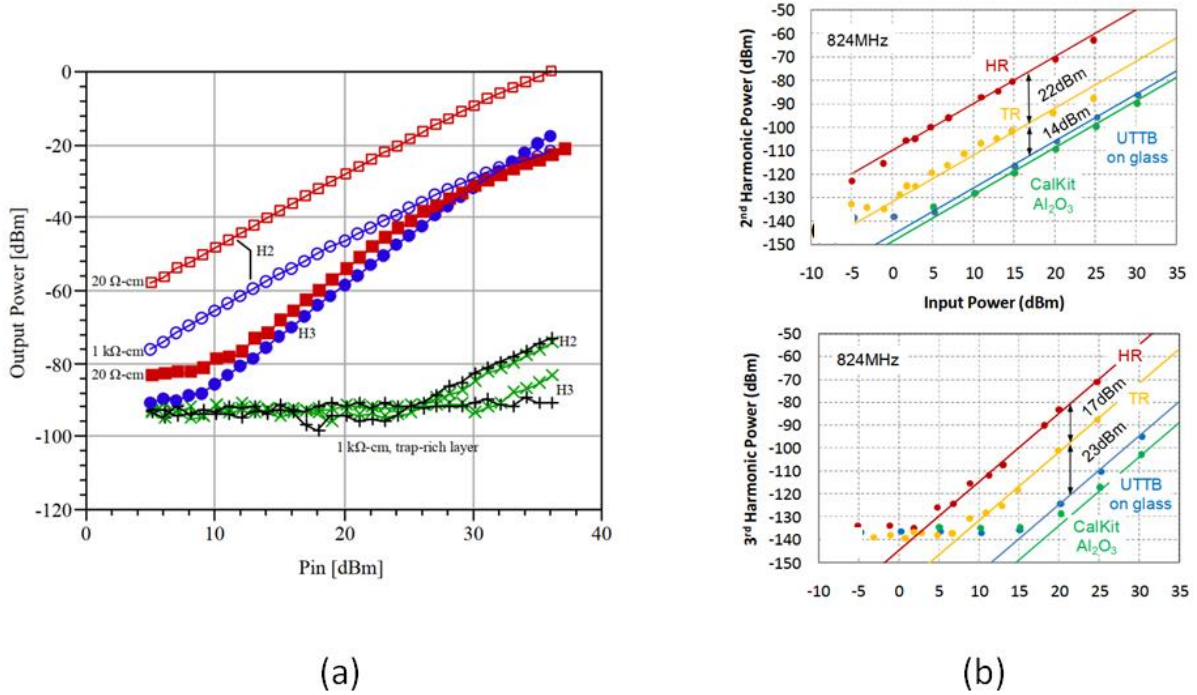 0
-20
-40
-60
-80
-100
-120
Output Power [dBm]
20 Ω-cm
1 kΩ-cm
20 Ω-cm
H2
H3
H2
H3
1 kΩ-cm, trap-rich layer
0 10 20 30 40
Pin [dBm]
(a)
-50
-60
-70
-80
-90
-100
-110
-120
-130
-140
-150
2nd Harmonic Power (dBm)
824MHz
HR
22dBm
TR
14dBm
UTTB
on glass
CalKit
Al2O3
-10 -5 0 5 10 15 20 25 30 35
Input Power (dBm)
-50
-60
-70
-80
-90
-100
-110
-120
-130
-140
-150
3rd Harmonic Power (dBm)
824MHz
HR
17dBm
TR
23dBm
UTTB
on glass
CalKit
Al2O3
-10 -5 0 5 10 15 20 25 30 35
(b)